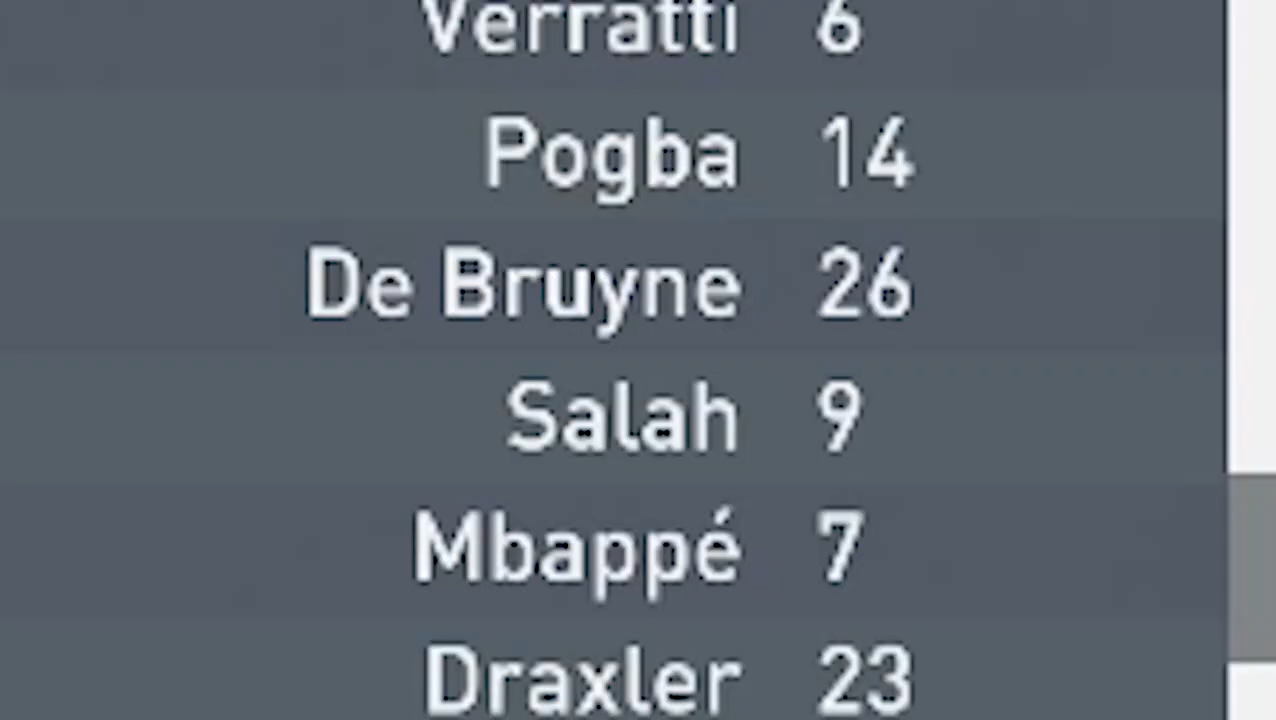 Verratti 6
Pogba 14
De Bruyne 26
Salah 9
Mbappé 7
Draxler 23